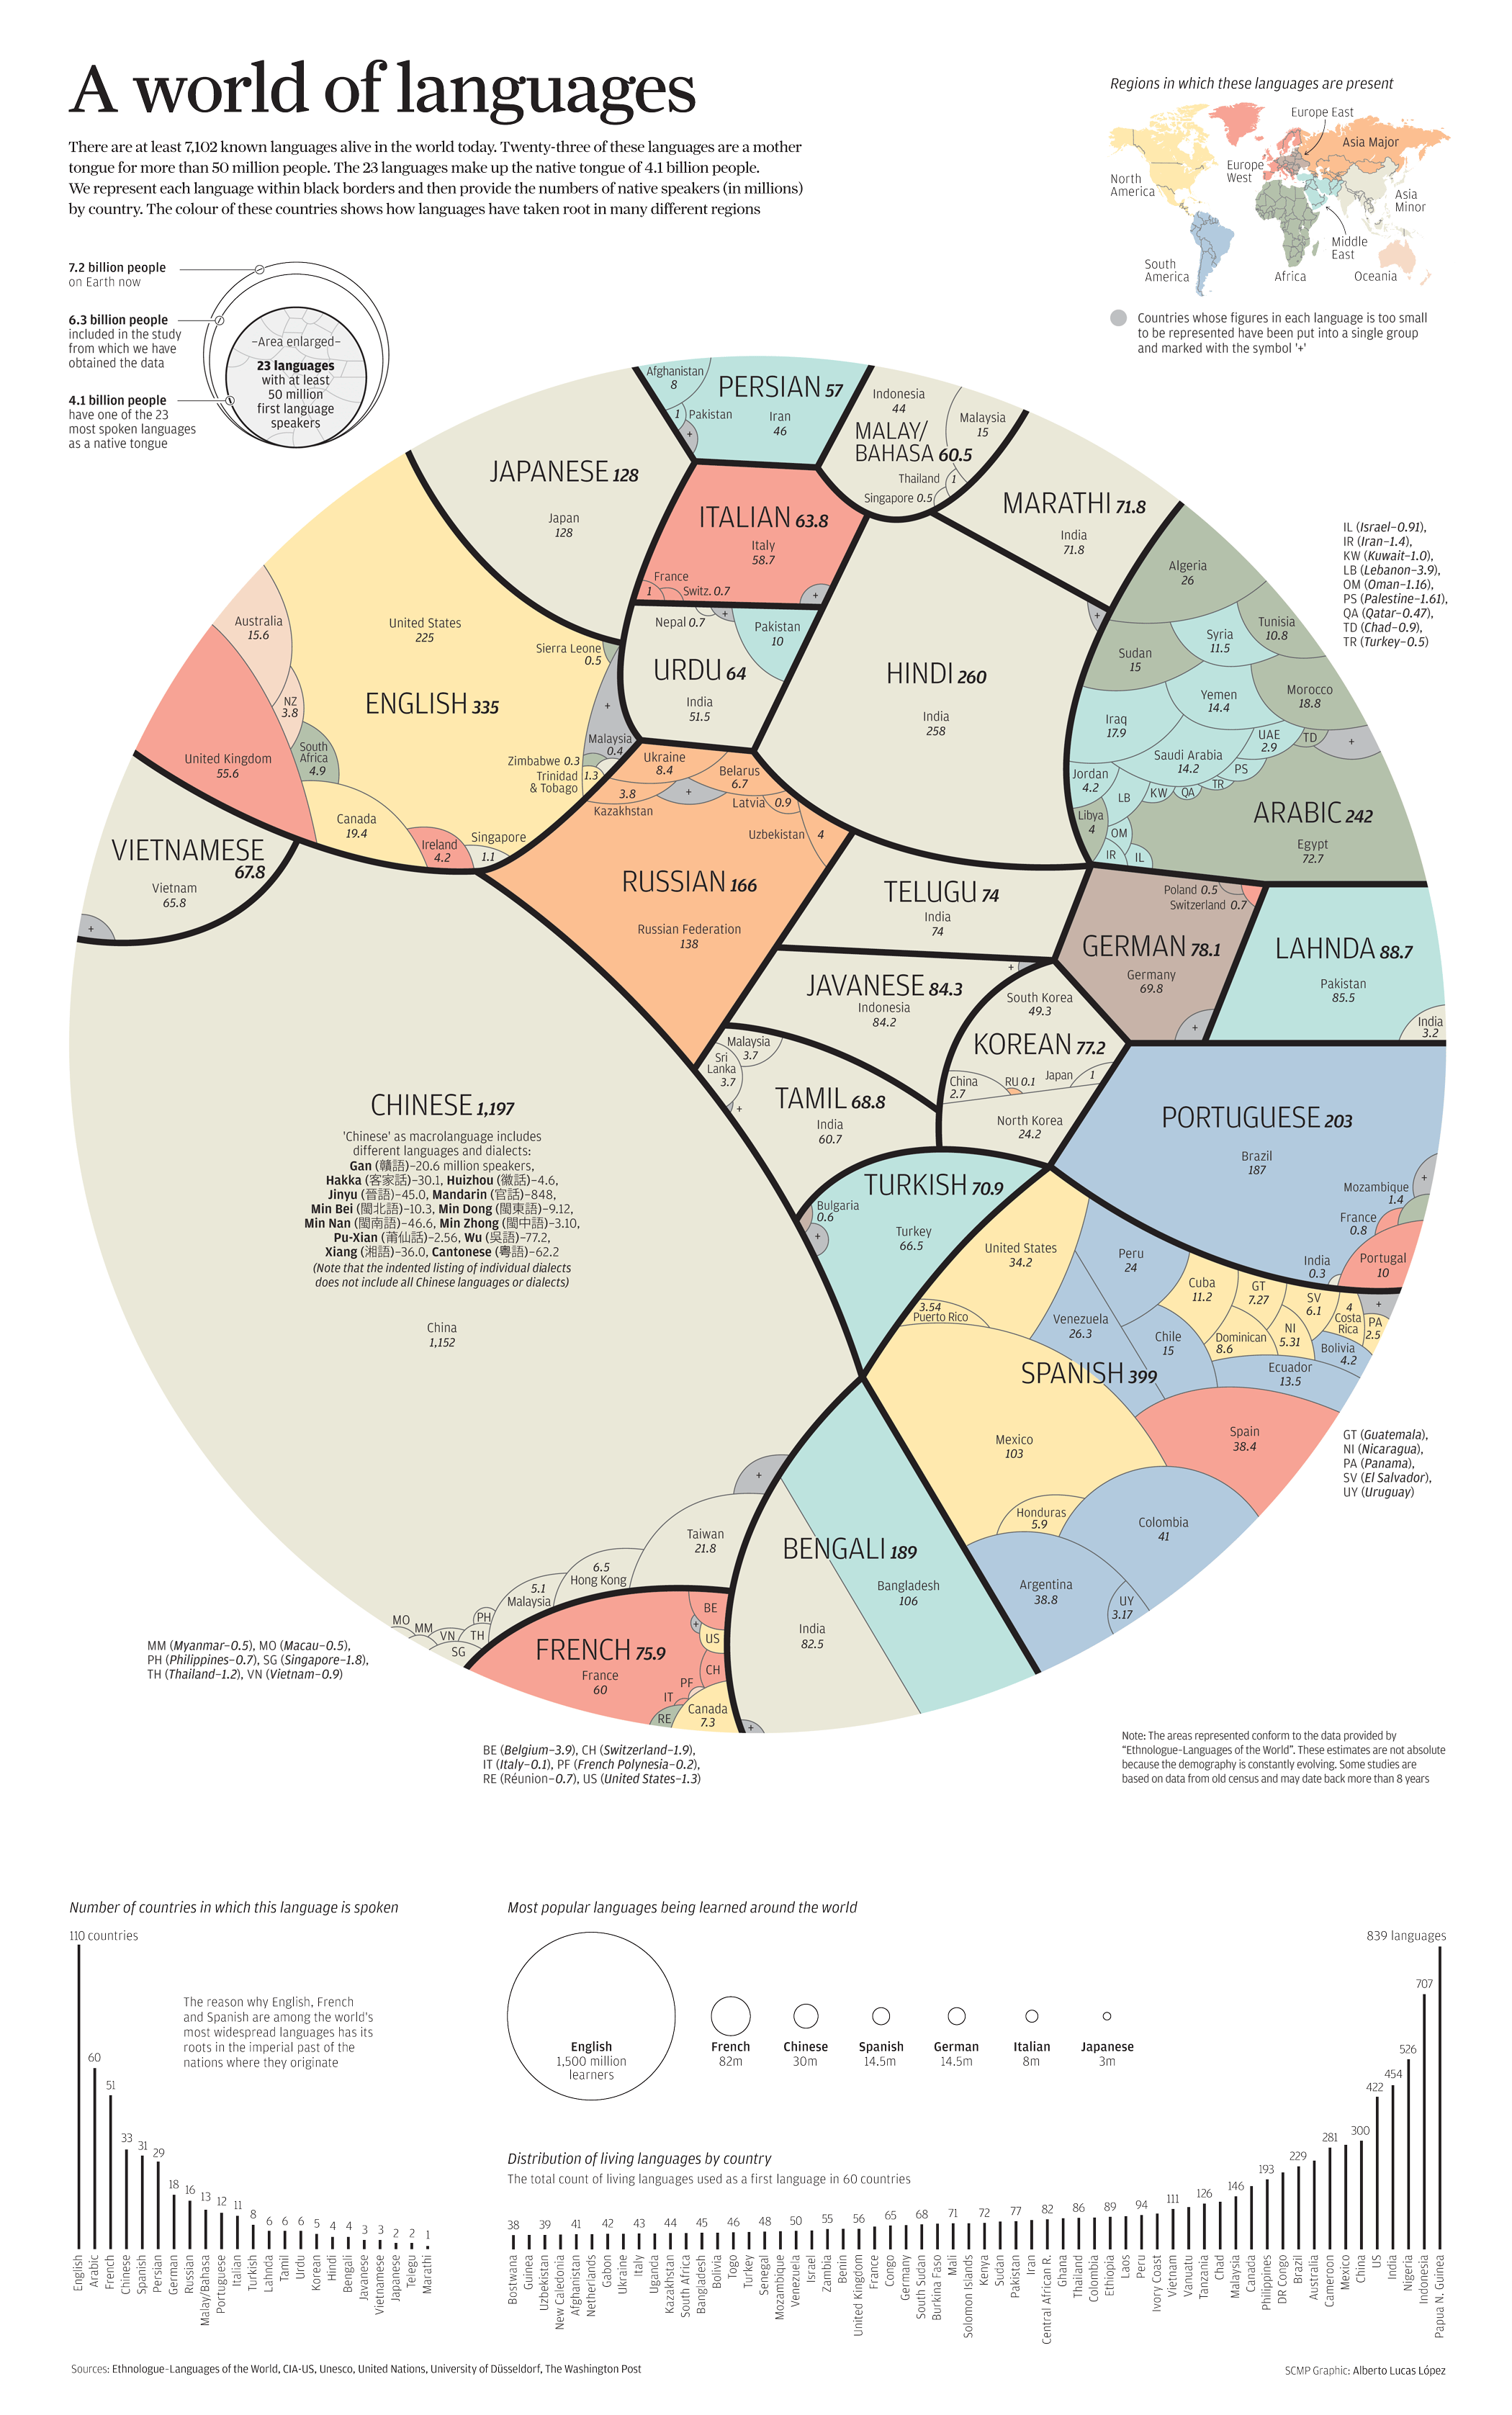 A world of languages
There are at least 7,102 known languages alive in the world today. Twenty-three of these languages are a mother
tongue for more than 50 million people. The 23 languages make up the native tongue of 4.1 billion people.
We represent each language within black borders and then provide the numbers of native speakers (in millions)
by country. The colour of these countries shows how languages have taken root in many different regions
Regions in which these languages are present
Europe East
Asia Major
Europe
West
North
America
Asia
Minor
Middle
East
South
America
Africa
Oceania
Countries whose figures in each language is too small
to be represented have been put into a single group
and marked with the symbol '+'
7.2 billion people
on Earth now
6.3 billion people
included in the study
from which we have
obtained the data
4.1 billion people
have one of the 23
most spoken languages
as a native tongue
–Area enlarged–
23 languages
with at least
50 million
first language
speakers
Afghanistan
8
PERSIAN 57
1 Pakistan
Iran
46
+
Indonesia
44
Malaysia
15
MALAY/
BAHASA 60.5
Thailand
1
Singapore 0.5
JAPANESE 128
Japan
128
ITALIAN 63.8
Italy
58.7
France
1
Switz. 0.7
+
MARATHI 71.8
India
71.8
IL (Israel–0.91),
IR (Iran–1.4),
KW (Kuwait–1.0),
LB (Lebanon–3.9),
OM (Oman–1.16),
PS (Palestine–1.61),
QA (Qatar–0.47),
TD (Chad–0.9),
TR (Turkey–0.5)
Australia
15.6
United States
225
Sierra Leone
0.5
ENGLISH 335
NZ
3.8
South
Africa
4.9
United Kingdom
55.6
+
Malaysia
0.4
Zimbabwe 0.3
Trinidad
& Tobago
1.3
Canada
19.4
Ireland
4.2
Singapore
1.1
Nepal 0.7
+
Pakistan
10
URDU 64
India
51.5
HINDI 260
India
258
+
Algeria
26
Tunisia
10.8
Syria
11.5
Sudan
15
Yemen
14.4
Morocco
18.8
Iraq
17.9
UAE
2.9
TD
+
Saudi Arabia
14.2
PS
Jordan
4.2
TR
QA
KW
LB
Libya
4
OM
IR
IL
ARABIC 242
Egypt
72.7
VIETNAMESE
67.8
Vietnam
65.8
+
Ukraine
8.4
Belarus
6.7
3.8
Kazakhstan
+
Latvia 0.9
Uzbekistan 4
RUSSIAN 166
Russian Federation
138
TELUGU 74
India
74
Poland 0.5
Switzerland 0.7
GERMAN 78.1
Germany
69.8
+
LAHNDA 88.7
Pakistan
85.5
India
3.2
JAVANESE 84.3
Indonesia
84.2
+
South Korea
49.3
KOREAN 77.2
China
2.7
RU 0.1
Japan 1
North Korea
24.2
Malaysia
3.7
Sri
Lanka
3.7
+
TAMIL 68.8
India
60.7
PORTUGUESE 203
Brazil
187
+
Mozambique
1.4
France
0.8
India
0.3
Portugal
10
CHINESE 1,197
'Chinese' as macrolanguage includes
different languages and dialects:
Gan (贛語)–20.6 million speakers,
Hakka (客家話)–30.1, Huizhou (徽話)–4.6,
Jinyu (晉語)–45.0, Mandarin (官話)–848,
Min Bei (閩北語)–10.3, Min Dong (閩東語)–9.12,
Min Nan (閩南語)–46.6, Min Zhong (閩中語)–3.10,
Pu-Xian (莆仙話)–2.56, Wu (吳語)–77.2,
Xiang (湘語)–36.0, Cantonese (粵語)–62.2
(Note that the indented listing of individual dialects
does not include all Chinese languages or dialects)
China
1,152
TURKISH 70.9
Bulgaria
0.6
+
Turkey
66.5
United States
34.2
3.54
Puerto Rico
Peru
24
Venezuela
26.3
Chile
15
Cuba
11.2
GT
7.27
SV
6.1
4
Costa
Rica
+
PA
2.5
Dominican
8.6
NI
5.31
Bolivia
4.2
Ecuador
13.5
SPANISH 399
Mexico
103
Spain
38.4
Honduras
5.9
Colombia
41
Argentina
38.8
UY
3.17
GT (Guatemala),
NI (Nicaragua),
PA (Panama),
SV (El Salvador),
UY (Uruguay)
+
Taiwan
21.8
6.5
Hong Kong
5.1
Malaysia
PH
MO
MM
VN
TH
SG
BENGALI 189
Bangladesh
106
India
82.5
+
FRENCH 75.9
France
60
BE
+
US
CH
PF
IT
RE
Canada
7.3
MM (Myanmar–0.5), MO (Macau–0.5),
PH (Philippines–0.7), SG (Singapore–1.8),
TH (Thailand–1.2), VN (Vietnam–0.9)
BE (Belgium–3.9), CH (Switzerland–1.9),
IT (Italy–0.1), PF (French Polynesia–0.2),
RE (Réunion–0.7), US (United States–1.3)
Note: The areas represented conform to the data provided by
“Ethnologue–Languages of the World”. These estimates are not absolute
because the demography is constantly evolving. Some studies are
based on data from old census and may date back more than 8 years
Number of countries in which this language is spoken
110 countries
The reason why English, French
and Spanish are among the world's
most widespread languages has its
roots in the imperial past of the
nations where they originate
60
51
33
31
29
18
16
13
12
11
8
6
6
6
5
4
4
3
3
2
2
1
English
Arabic
French
Chinese
Spanish
Persian
German
Russian
Malay/Bahasa
Portuguese
Italian
Turkish
Lahnda
Tamil
Urdu
Korean
Hindi
Bengali
Javanese
Vietnamese
Japanese
Telegu
Marathi
Most popular languages being learned around the world
English
1,500 million
learners
French
82m
Chinese
30m
Spanish
14.5m
German
14.5m
Italian
8m
Japanese
3m
Distribution of living languages by country
The total count of living languages used as a first language in 60 countries
38
39
41
42
43
44
45
46
48
50
55
56
65
68
71
72
77
82
86
89
94
111
126
146
193
229
281
300
422
454
526
707
839 languages
Bostwana
Guinea
Uzbekistan
New Caledonia
Afghanistan
Netherlands
Gabon
Ukraine
Italy
Uganda
Kazakhstan
South Africa
Bangladesh
Bolivia
Togo
Turkey
Senegal
Mozambique
Venezuela
Israel
Zambia
Benin
United Kingdom
France
Congo
Germany
South Sudan
Burkina Faso
Mali
Solomon Islands
Kenya
Sudan
Pakistan
Iran
Central African R.
Ghana
Thailand
Colombia
Ethiopia
Laos
Peru
Ivory Coast
Vietnam
Vanuatu
Tanzania
Chad
Malaysia
Canada
Philippines
DR Congo
Brazil
Australia
Cameroon
Mexico
China
US
India
Nigeria
Indonesia
Papua N. Guinea
Sources: Ethnologue–Languages of the World, CIA-US, Unesco, United Nations, University of Düsseldorf, The Washington Post
SCMP Graphic: Alberto Lucas López